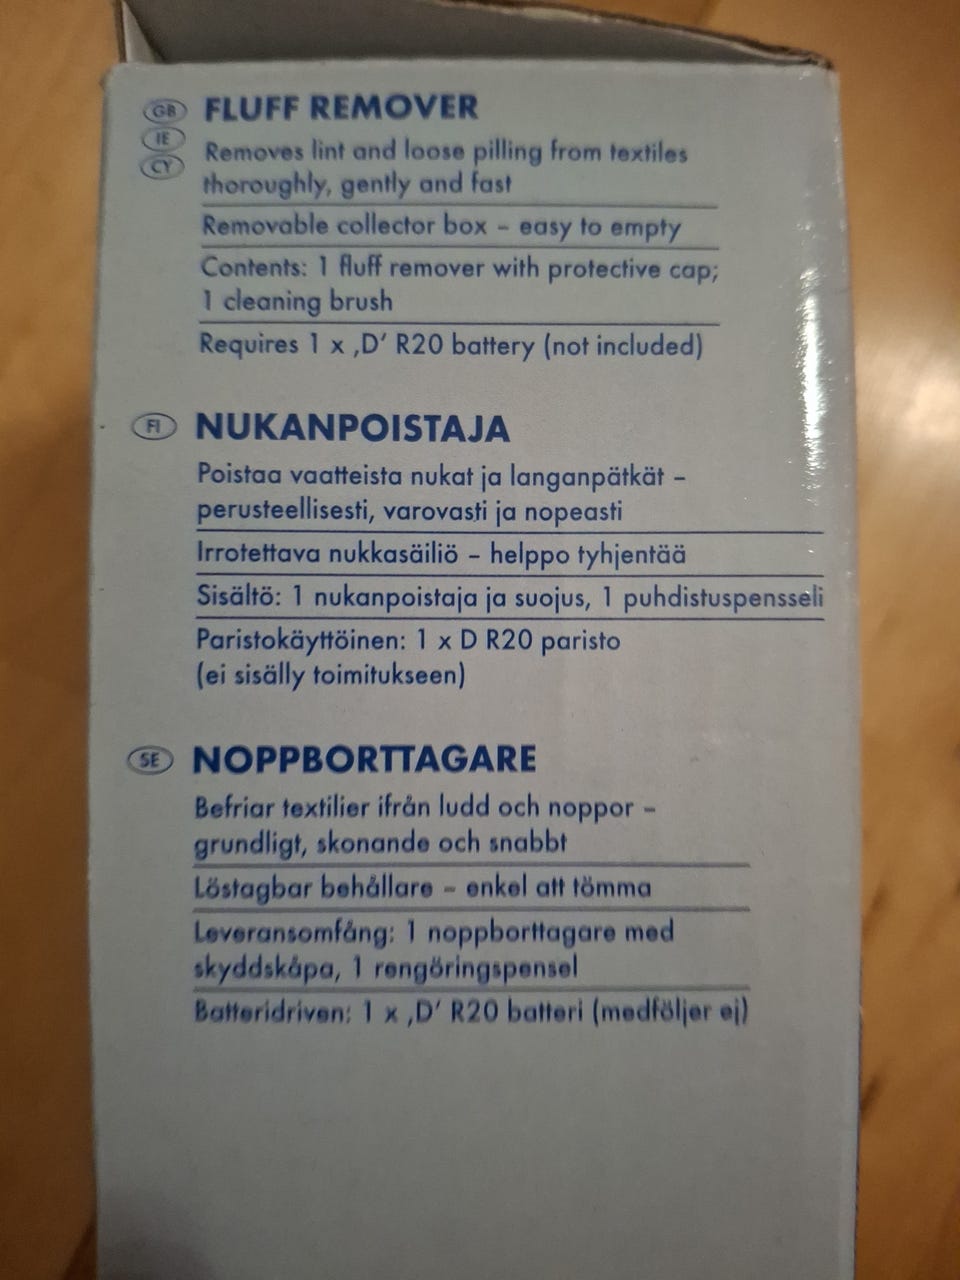 GB FLUFF REMOVER
IE
CY
Removes lint and loose pilling from textiles
thoroughly, gently and fast
Removable collector box – easy to empty
Contents: 1 fluff remover with protective cap;
1 cleaning brush
Requires 1 x ‚D’ R20 battery (not included)
FI NUKANPOISTAJA
Poistaa vaatteista nukat ja langanpätkät –
perusteellisesti, varovasti ja nopeasti
Irrotettava nukkasäiliö – helppo tyhjentää
Sisältö: 1 nukanpoistaja ja suojus, 1 puhdistuspensseli
Paristokäyttöinen: 1 x D R20 paristo
(ei sisälly toimitukseen)
SE NOPPBORTTAGARE
Befriar textilier ifrån ludd och noppor –
grundligt, skonande och snabbt
Löstagbar behållare – enkel att tömma
Leveransomfång: 1 noppborttagare med
skyddskåpa, 1 rengöringspensel
Batteridriven: 1 x ‚D’ R20 batteri (medföljer ej)